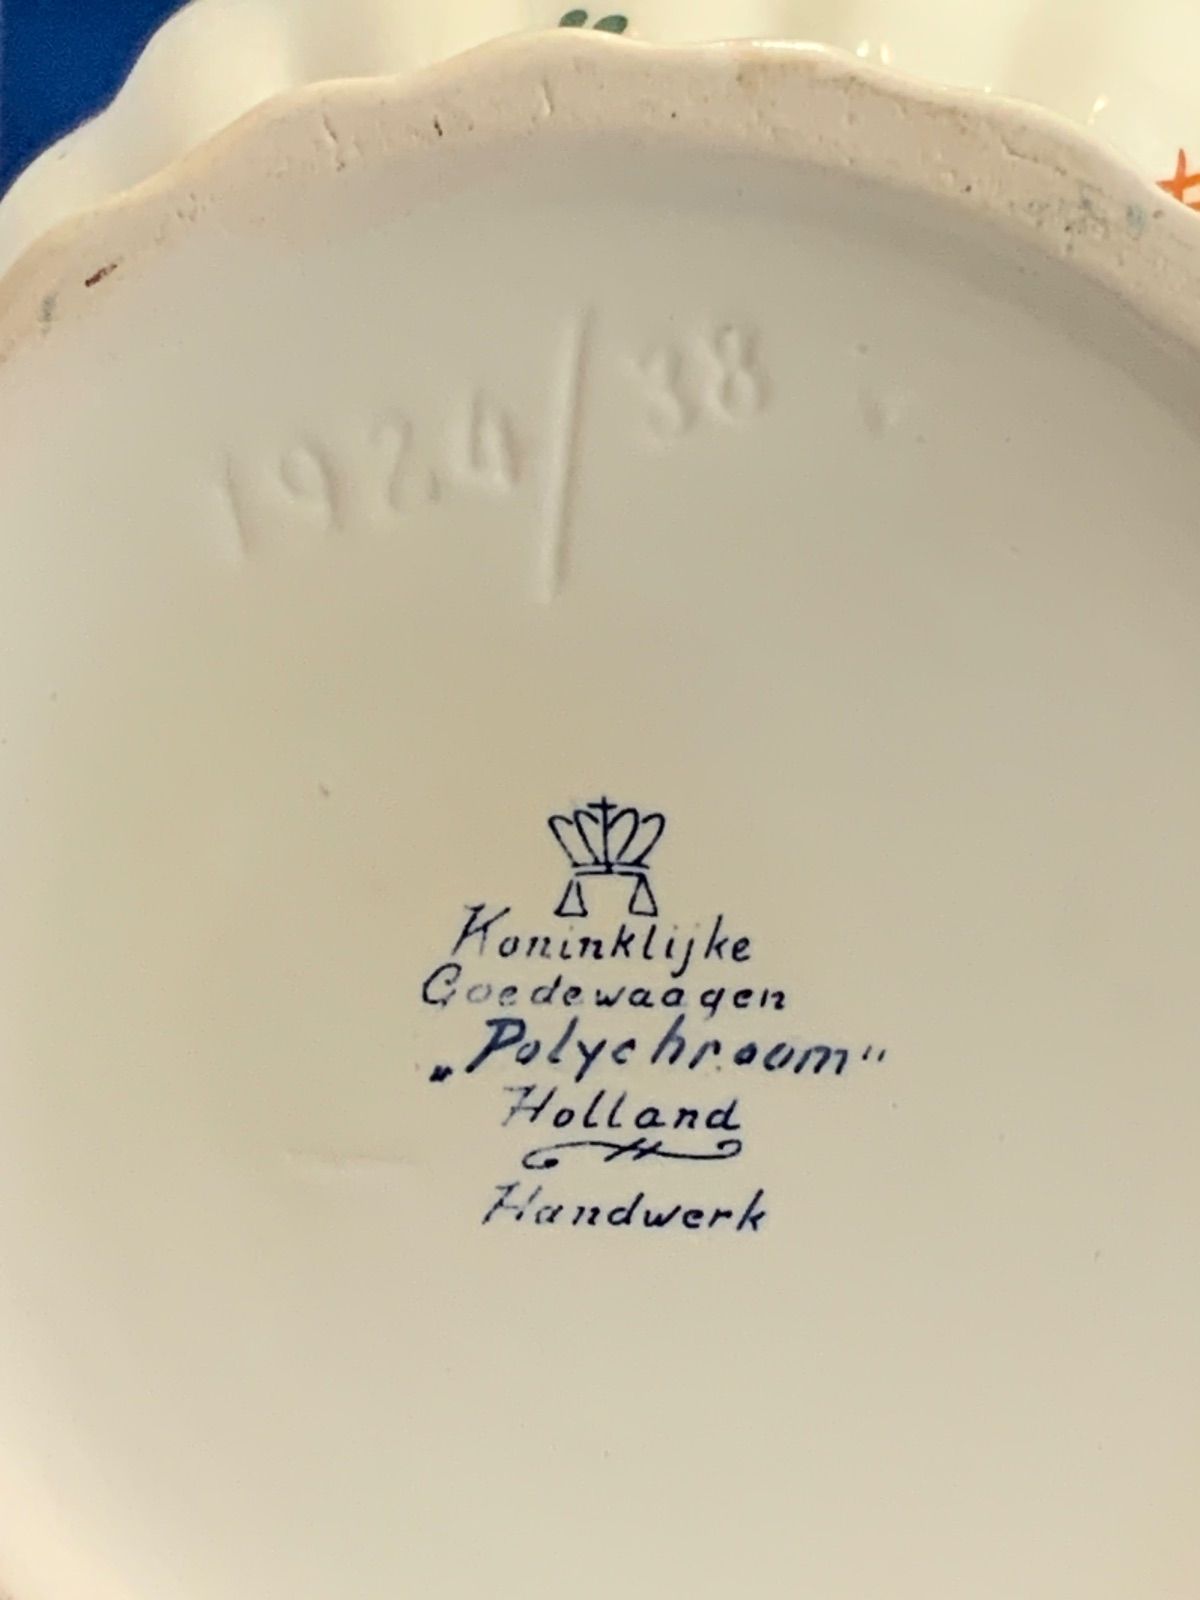 1924/38
Koninklijke
Goedewaagen
„Polychroom“
Holland
Handwerk